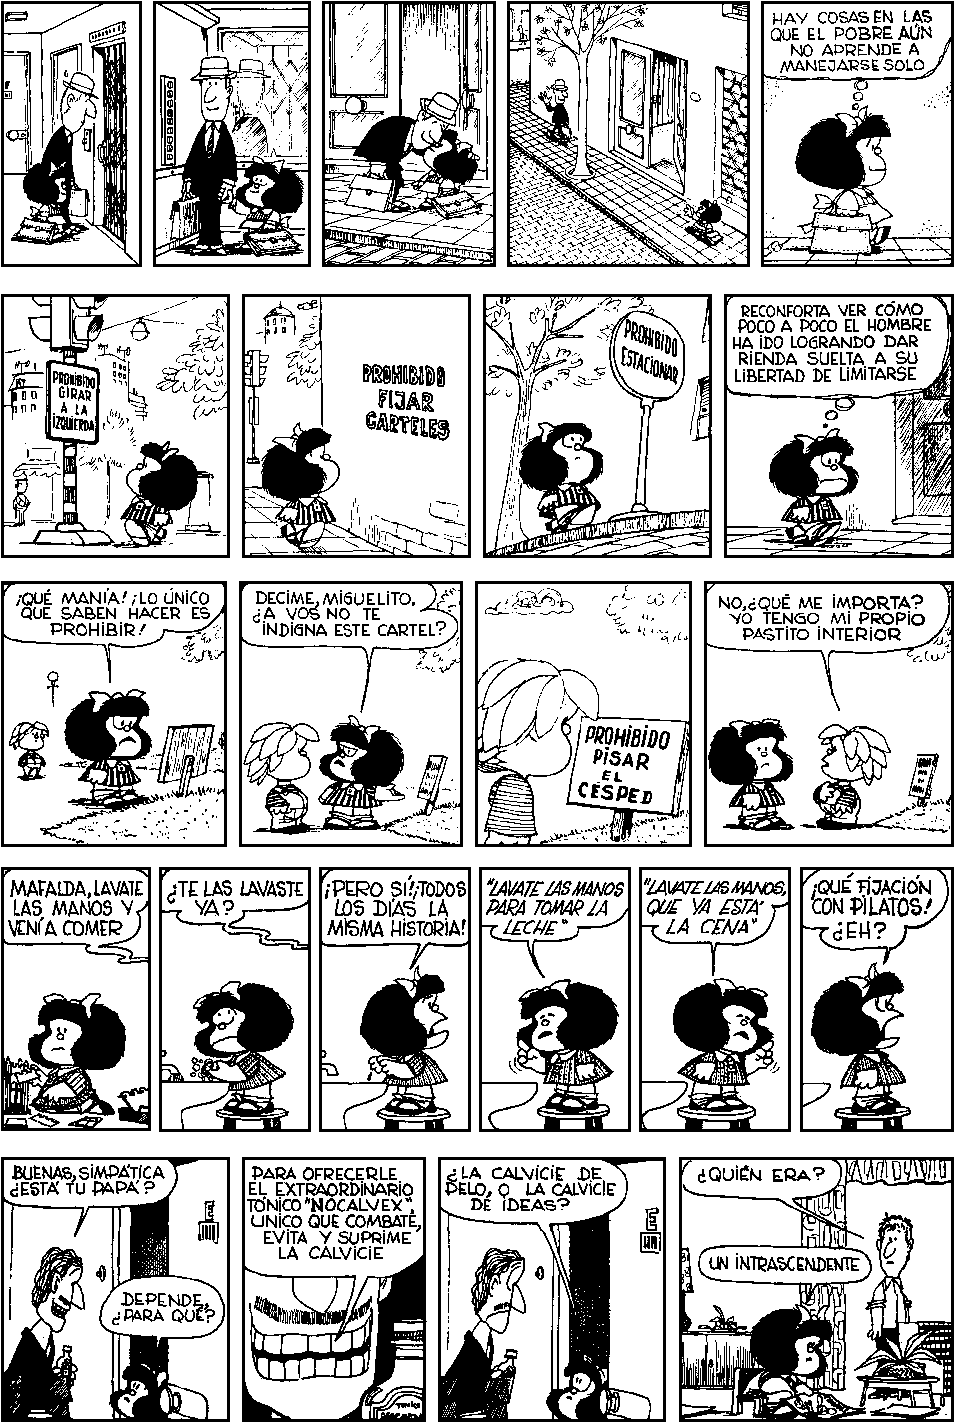 HAY COSAS EN LAS
QUE EL POBRE AÚN
NO APRENDE A
MANEJARSE SOLO
PROHIBIDO
GIRAR
A LA
IZQUIERDA
PROHIBIDO
FIJAR
CARTELES
PROHIBIDO
ESTACIONAR
RECONFORTA VER CÓMO
POCO A POCO EL HOMBRE
HA IDO LOGRANDO DAR
RIENDA SUELTA A SU
LIBERTAD DE LIMITARSE
¡QUÉ MANÍA! ¡LO ÚNICO
QUE SABEN HACER ES
PROHIBIR!
DECIME, MIGUELITO,
¿A VOS NO TE
INDIGNA ESTE CARTEL?
PROHIBIDO
PISAR
EL
CÉSPED
NO, ¿QUÉ ME IMPORTA?
YO TENGO MI PROPIO
PASTITO INTERIOR
MAFALDA, LAVATE
LAS MANOS Y
VENÍ A COMER
¿TE LAS LAVASTE
YA?
¡PERO SÍ! ¡TODOS
LOS DÍAS LA
MISMA HISTORIA!
"LAVATE LAS MANOS
PARA TOMAR LA
LECHE"
"LAVATE LAS MANOS,
QUE YA ESTÁ
LA CENA"
¡QUÉ FIJACIÓN
CON PILATOS!
¿EH?
BUENAS, SIMPÁTICA
¿ESTÁ TU PAPÁ?
DEPENDE,
¿PARA QUÉ?
PARA OFRECERLE
EL EXTRAORDINARIO
TÓNICO "NOCALVEX",
ÚNICO QUE COMBATE,
EVITA Y SUPRIME
LA CALVICIE
¿LA CALVICIE DE
PELO, O LA CALVICIE
DE IDEAS?
¿QUIÉN ERA?
UN INTRASCENDENTE